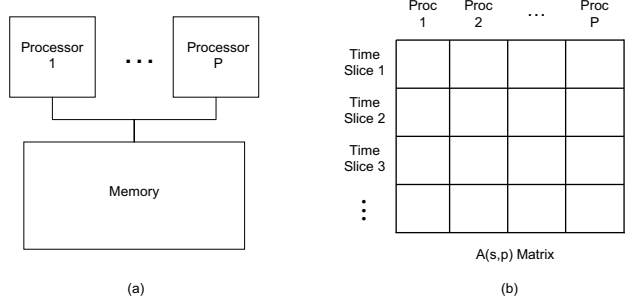 Processor
1
...
Processor
P
Memory
(a)
Proc
1
Proc
2
...
Proc
P
Time
Slice 1
Time
Slice 2
Time
Slice 3
⋮
A(s,p) Matrix
(b)